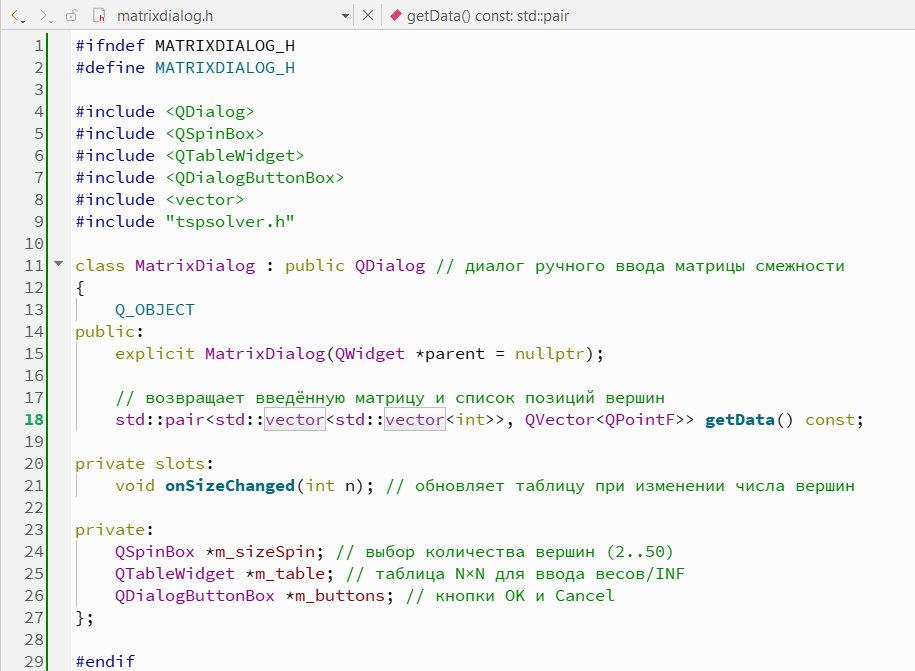 matrixdialog.h getData() const: std::pair
1 #ifndef MATRIXDIALOG_H
2 #define MATRIXDIALOG_H
3
4 #include <QDialog>
5 #include <QSpinBox>
6 #include <QTableWidget>
7 #include <QDialogButtonBox>
8 #include <vector>
9 #include "tspsolver.h"
10
11 class MatrixDialog : public QDialog // диалог ручного ввода матрицы смежности
12 {
13     Q_OBJECT
14 public:
15     explicit MatrixDialog(QWidget *parent = nullptr);
16
17     // возвращает введённую матрицу и список позиций вершин
18     std::pair<std::vector<std::vector<int>>, QVector<QPointF>> getData() const;
19
20 private slots:
21     void onSizeChanged(int n); // обновляет таблицу при изменении числа вершин
22
23 private:
24     QSpinBox *m_sizeSpin; // выбор количества вершин (2..50)
25     QTableWidget *m_table; // таблица N×N для ввода весов/INF
26     QDialogButtonBox *m_buttons; // кнопки OK и Cancel
27 };
28
29 #endif